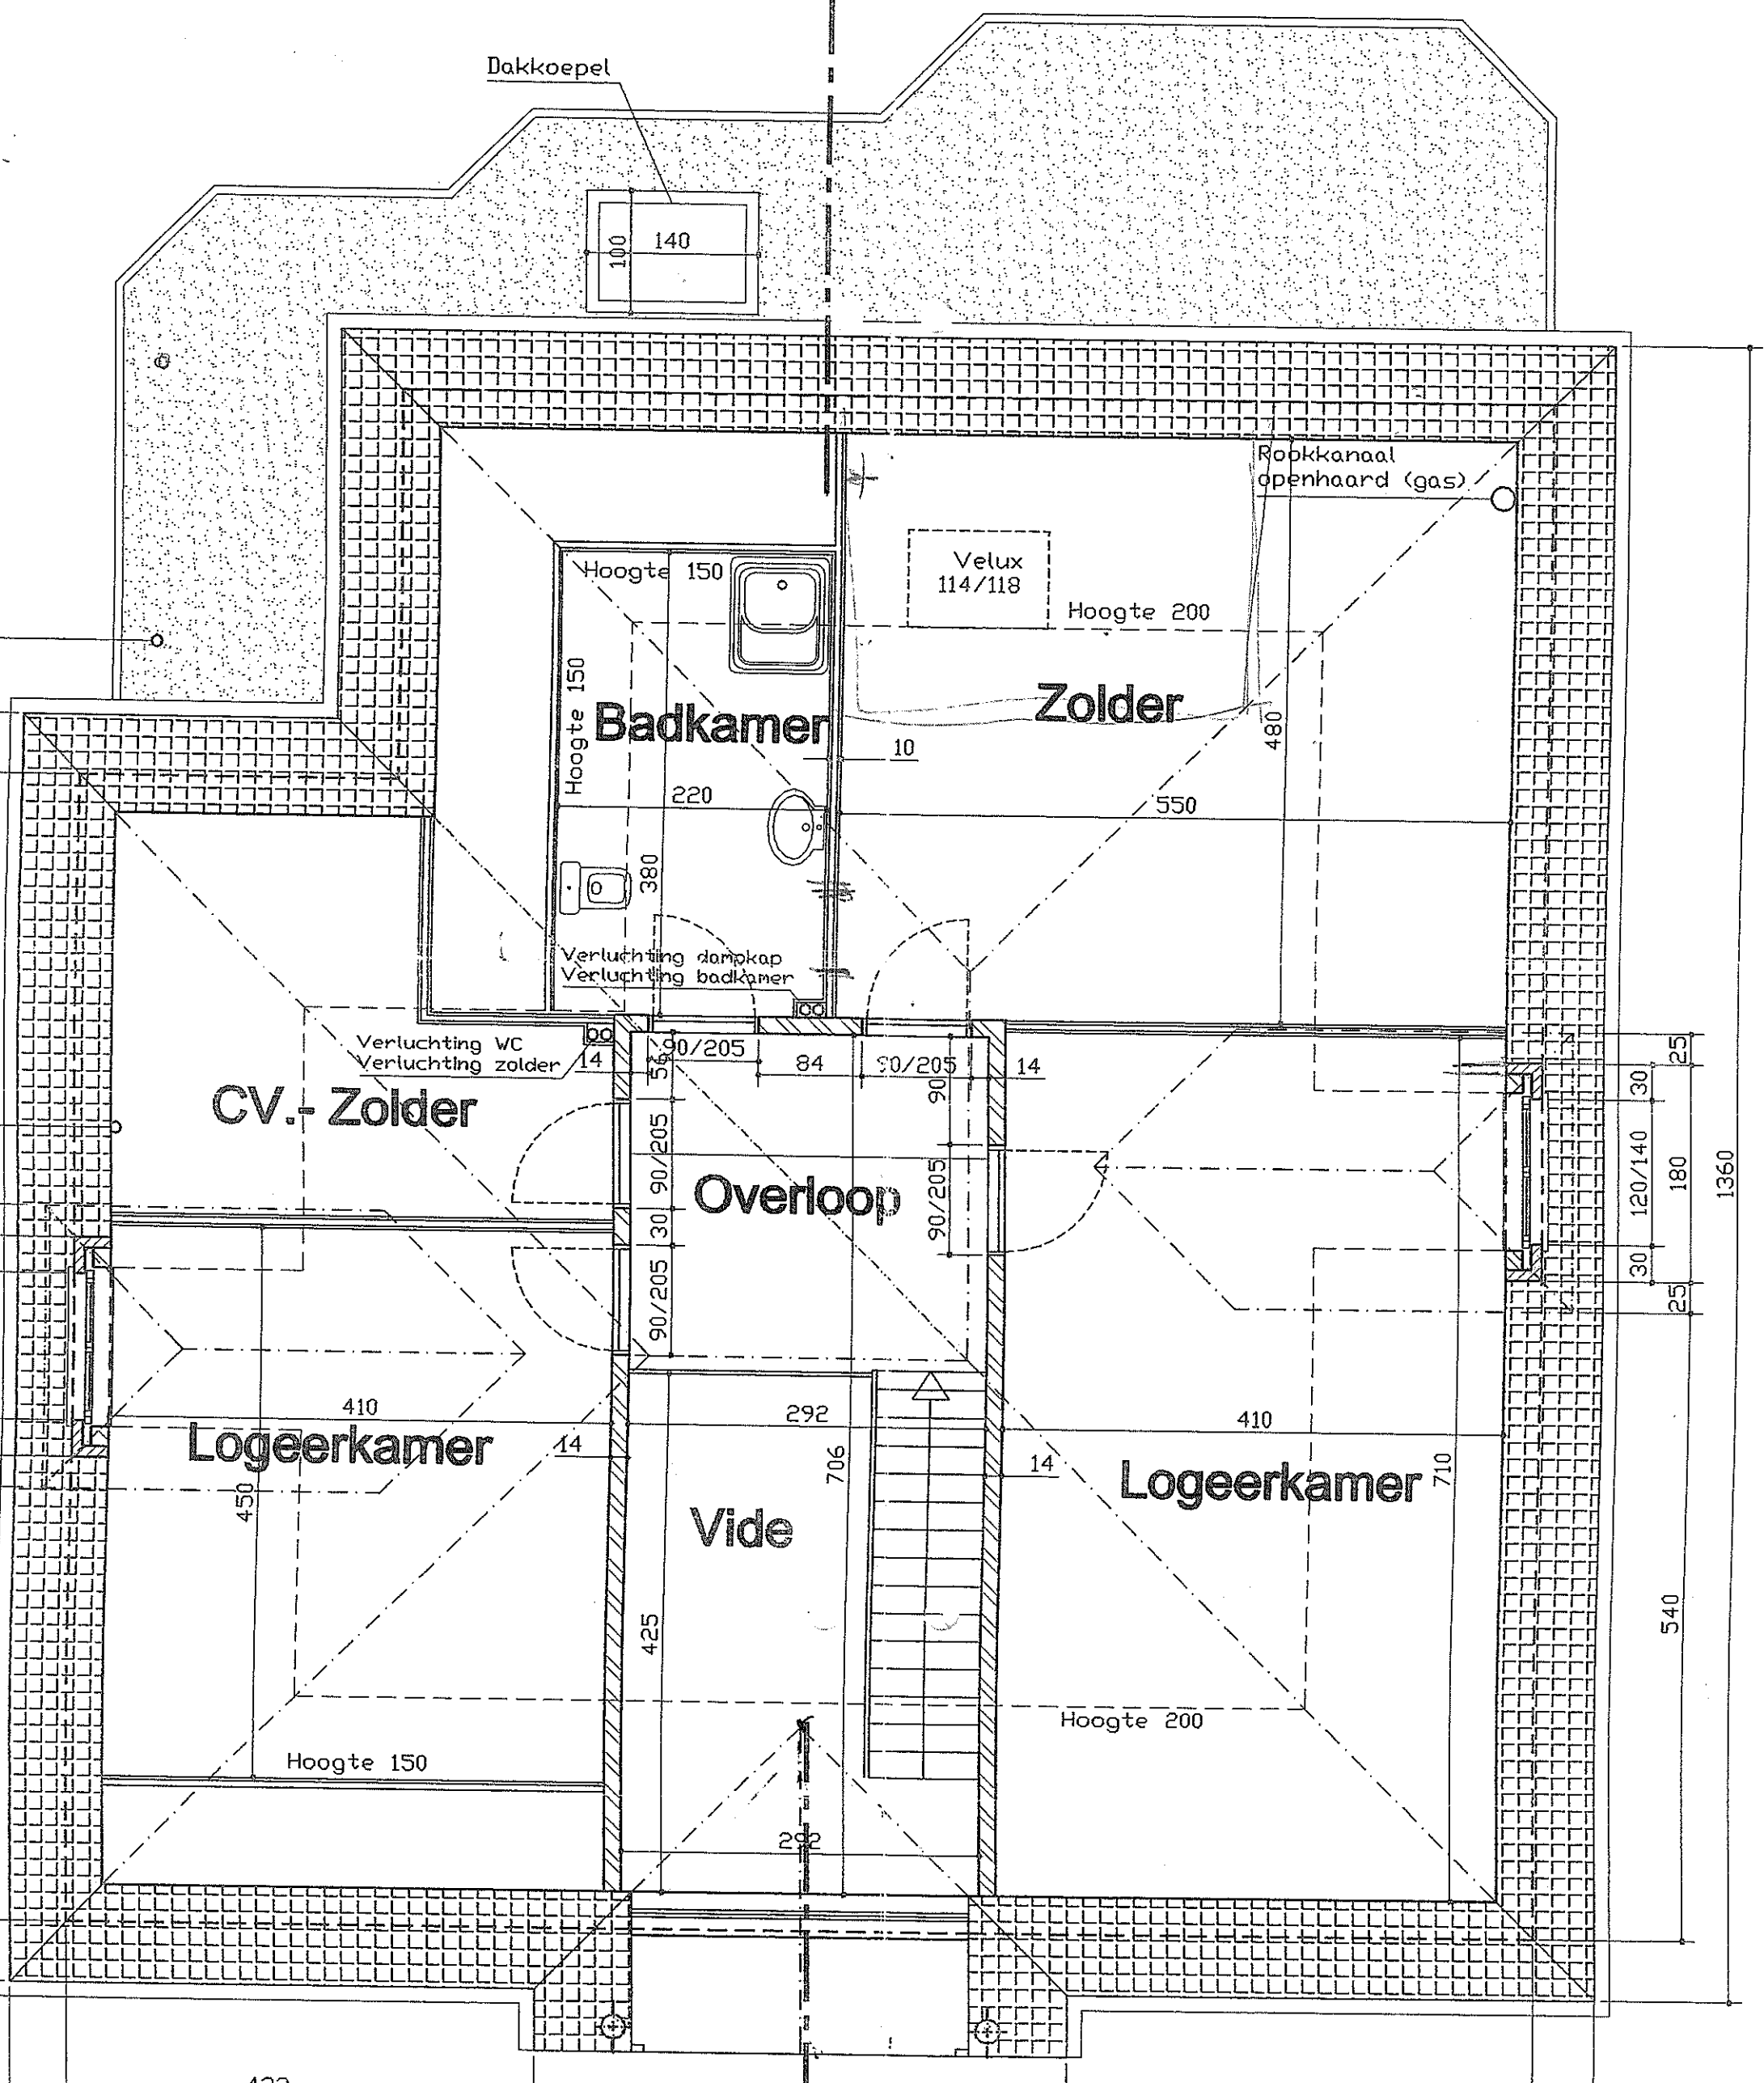 Dakkoepel
100
140
Rookkanaal
openhaard (gas)
Velux
114/118
Hoogte 150
Hoogte 200
Hoogte 150
Badkamer
Zolder
10
480
220
550
380
Verluchting dampkap
Verluchting badkamer
Verluchting WC
Verluchting zolder
14
56
90/205
84
90/205
90
14
25
30
CV.- Zolder
90/205
Overloop
90/205
120/140
180
1360
30
90/205
30
25
410
292
410
Logeerkamer
14
706
14
710
Logeerkamer
450
Vide
425
540
Hoogte 200
Hoogte 150
292